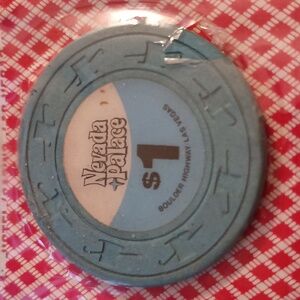 Nevada
Palace
$1
BOULDER HIGHWAY LAS VEGAS